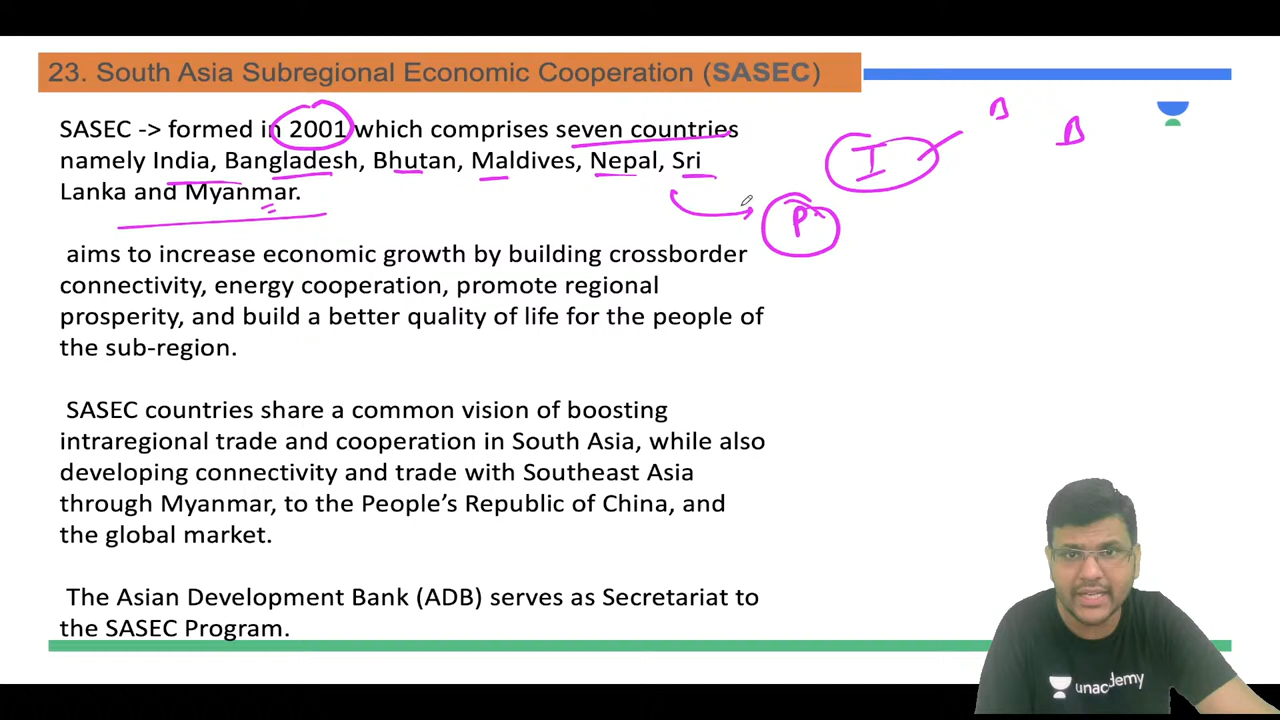 23. South Asia Subregional Economic Cooperation (SASEC)
SASEC -> formed in 2001 which comprises seven countries
namely India, Bangladesh, Bhutan, Maldives, Nepal, Sri
Lanka and Myanmar.
I
B
P
aims to increase economic growth by building crossborder
connectivity, energy cooperation, promote regional
prosperity, and build a better quality of life for the people of
the sub-region.
SASEC countries share a common vision of boosting
intraregional trade and cooperation in South Asia, while also
developing connectivity and trade with Southeast Asia
through Myanmar, to the People’s Republic of China, and
the global market.
The Asian Development Bank (ADB) serves as Secretariat to
the SASEC Program.
unacademy